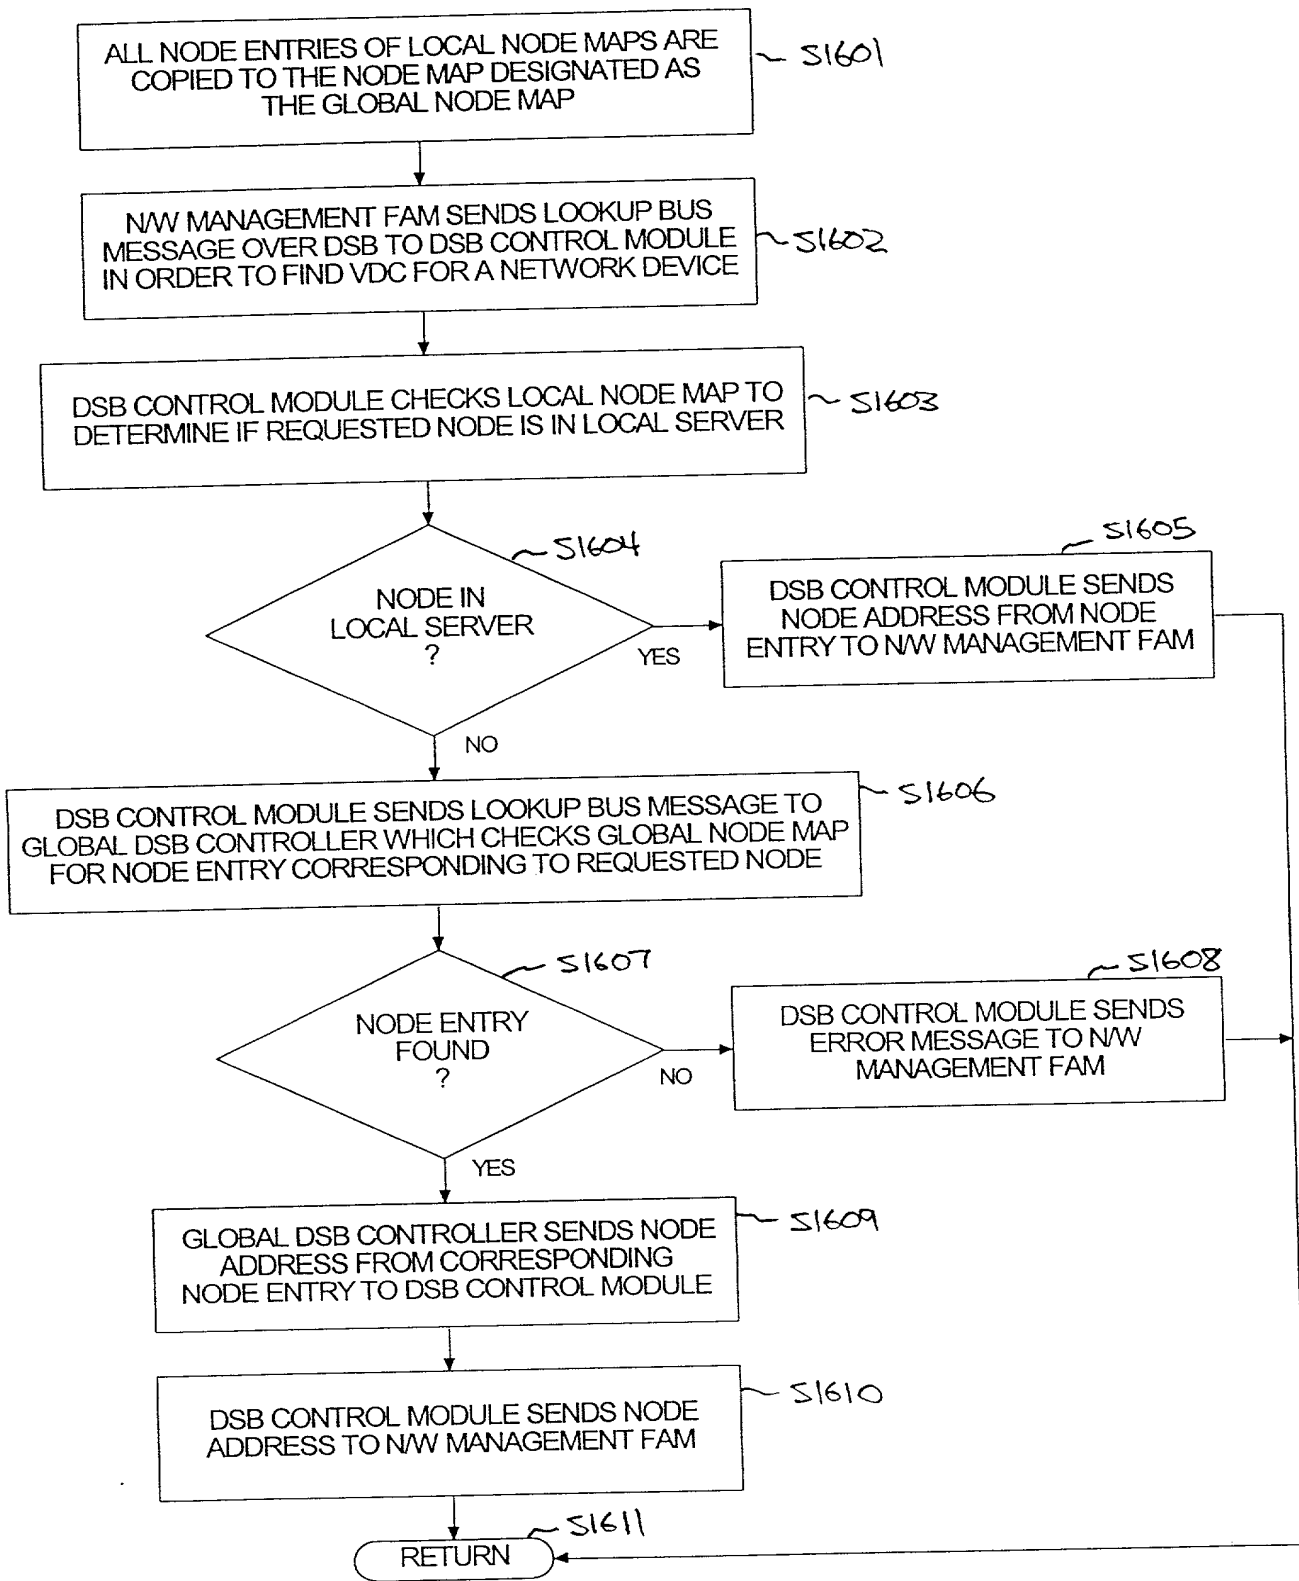 ALL NODE ENTRIES OF LOCAL NODE MAPS ARE
COPIED TO THE NODE MAP DESIGNATED AS
THE GLOBAL NODE MAP
S1601
N/W MANAGEMENT FAM SENDS LOOKUP BUS
MESSAGE OVER DSB TO DSB CONTROL MODULE
IN ORDER TO FIND VDC FOR A NETWORK DEVICE
S1602
DSB CONTROL MODULE CHECKS LOCAL NODE MAP TO
DETERMINE IF REQUESTED NODE IS IN LOCAL SERVER
S1603
S1604
NODE IN
LOCAL SERVER
?
YES
S1605
DSB CONTROL MODULE SENDS
NODE ADDRESS FROM NODE
ENTRY TO N/W MANAGEMENT FAM
NO
DSB CONTROL MODULE SENDS LOOKUP BUS MESSAGE TO
GLOBAL DSB CONTROLLER WHICH CHECKS GLOBAL NODE MAP
FOR NODE ENTRY CORRESPONDING TO REQUESTED NODE
S1606
S1607
NODE ENTRY
FOUND
?
NO
S1608
DSB CONTROL MODULE SENDS
ERROR MESSAGE TO N/W
MANAGEMENT FAM
YES
GLOBAL DSB CONTROLLER SENDS NODE
ADDRESS FROM CORRESPONDING
NODE ENTRY TO DSB CONTROL MODULE
S1609
DSB CONTROL MODULE SENDS NODE
ADDRESS TO N/W MANAGEMENT FAM
S1610
S1611
RETURN